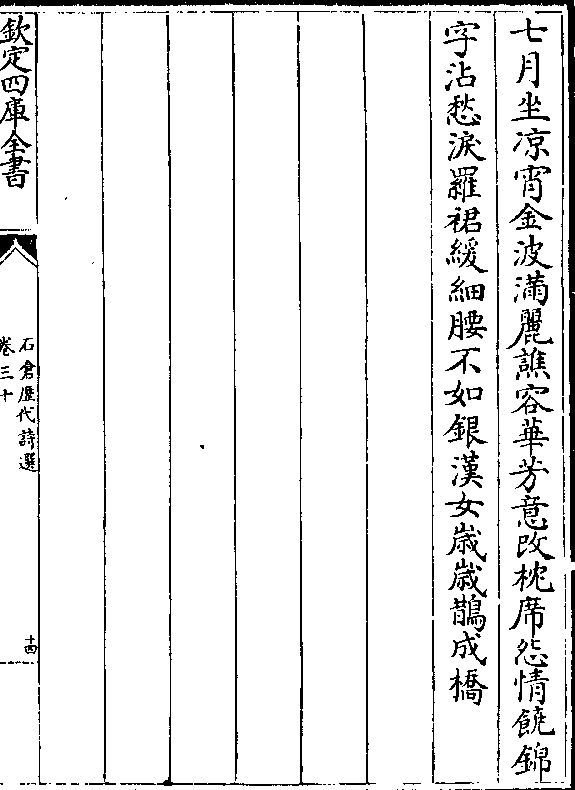 七月坐凉宵金波滿麗譙容華芳意改枕席怨情饒錦
字沾愁淚羅裙緩細腰不如銀漢女歲歲鵲成橋
欽定四庫全書
石倉歷代詩選
卷三十
十四